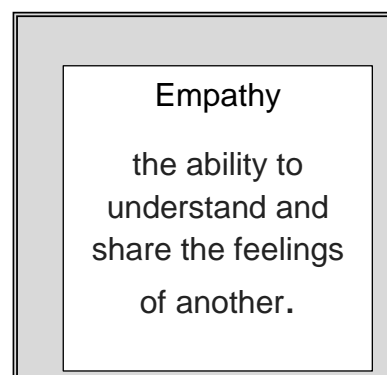 Empathy
the ability to
understand and
share the feelings
of another.